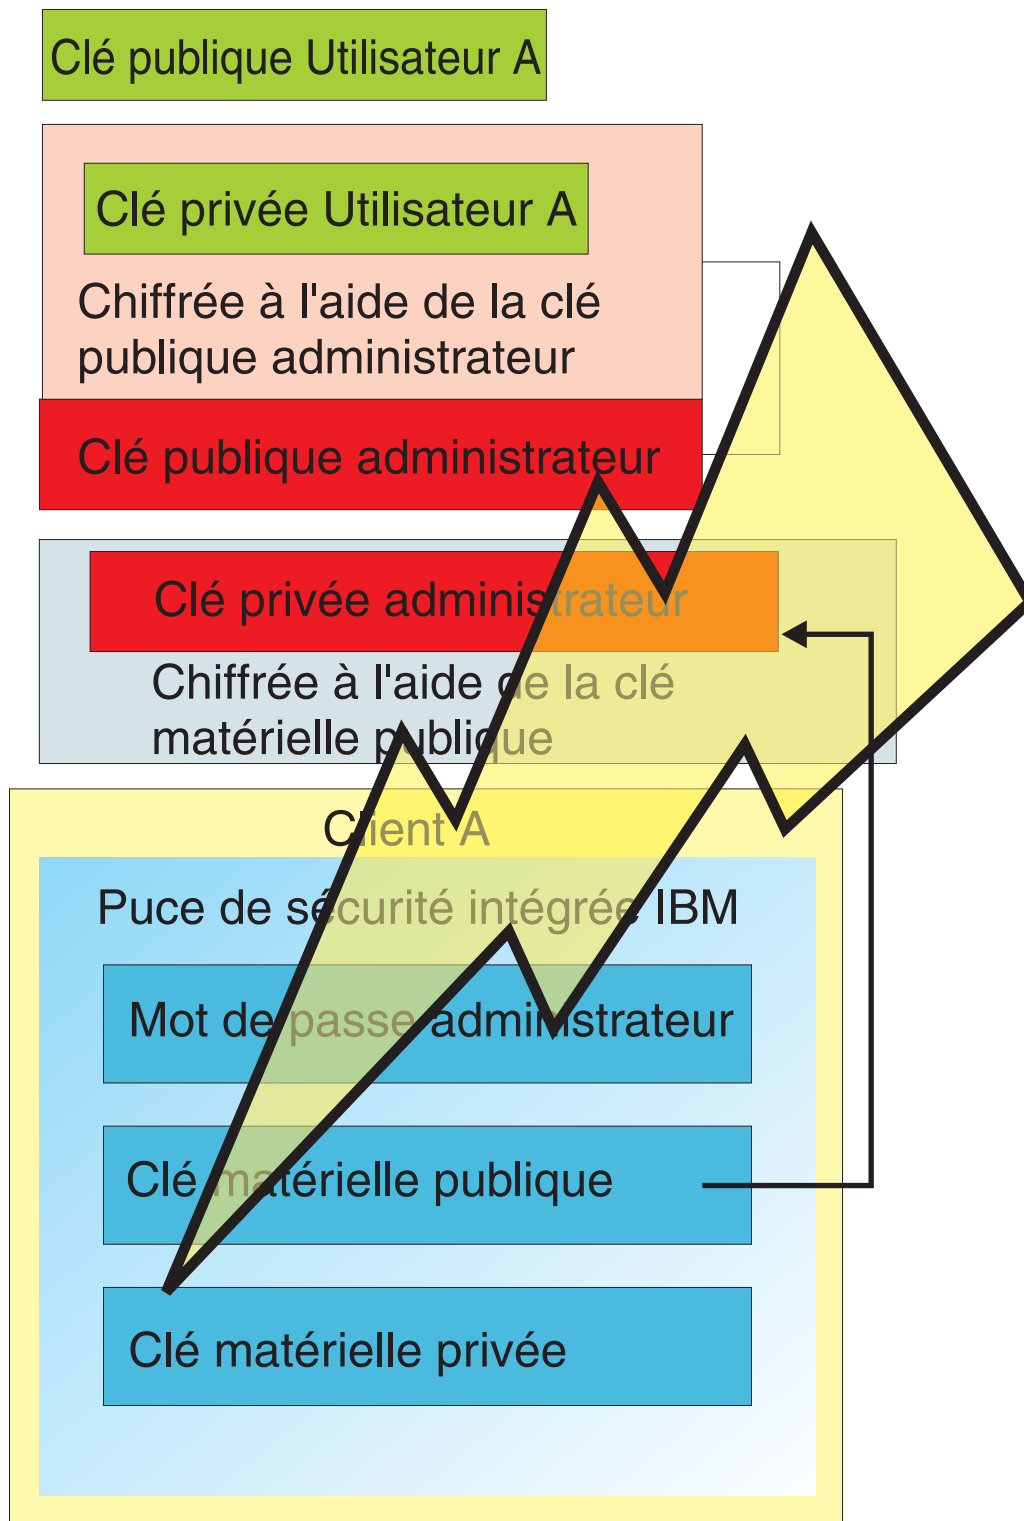 Clé publique Utilisateur A
Clé privée Utilisateur A
Chiffrée à l'aide de la clé
publique administrateur
Clé publique administrateur
Clé privée administrateur
Chiffrée à l'aide de la clé
matérielle publique
Client A
Puce de sécurité intégrée IBM
Mot de passe administrateur
Clé matérielle publique
Clé matérielle privée